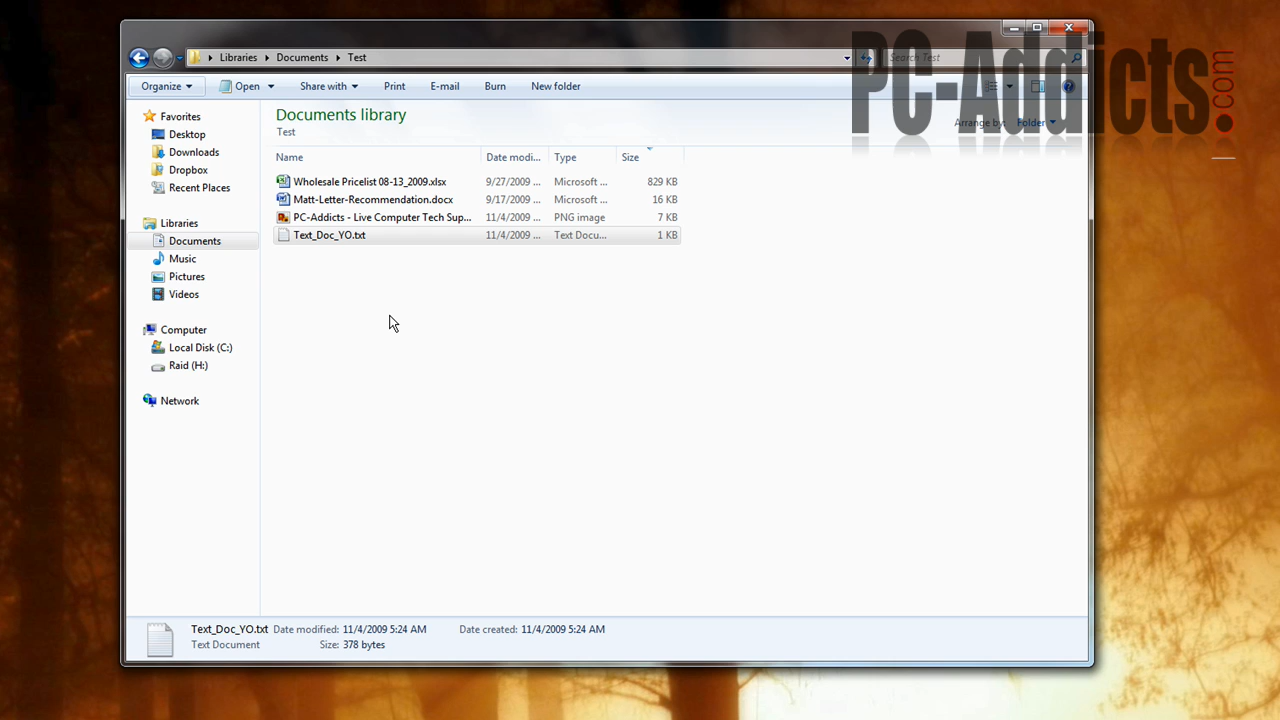 PC-Addicts.com
Libraries Documents Test
Search Test
Organize Open Share with Print E-mail Burn New folder
Arrange by: Folder
Documents library
Test
Favorites
Desktop
Downloads
Dropbox
Recent Places
Libraries
Documents
Music
Pictures
Videos
Computer
Local Disk (C:)
Raid (H:)
Network
Name Date modi... Type Size
Wholesale Pricelist 08-13_2009.xlsx 9/27/2009 ... Microsoft ... 829 KB
Matt-Letter-Recommendation.docx 9/17/2009 ... Microsoft ... 16 KB
PC-Addicts - Live Computer Tech Sup... 11/4/2009 ... PNG image 7 KB
Text_Doc_YO.txt 11/4/2009 ... Text Docu... 1 KB
Text_Doc_YO.txt Date modified: 11/4/2009 5:24 AM Date created: 11/4/2009 5:24 AM
Text Document Size: 378 bytes